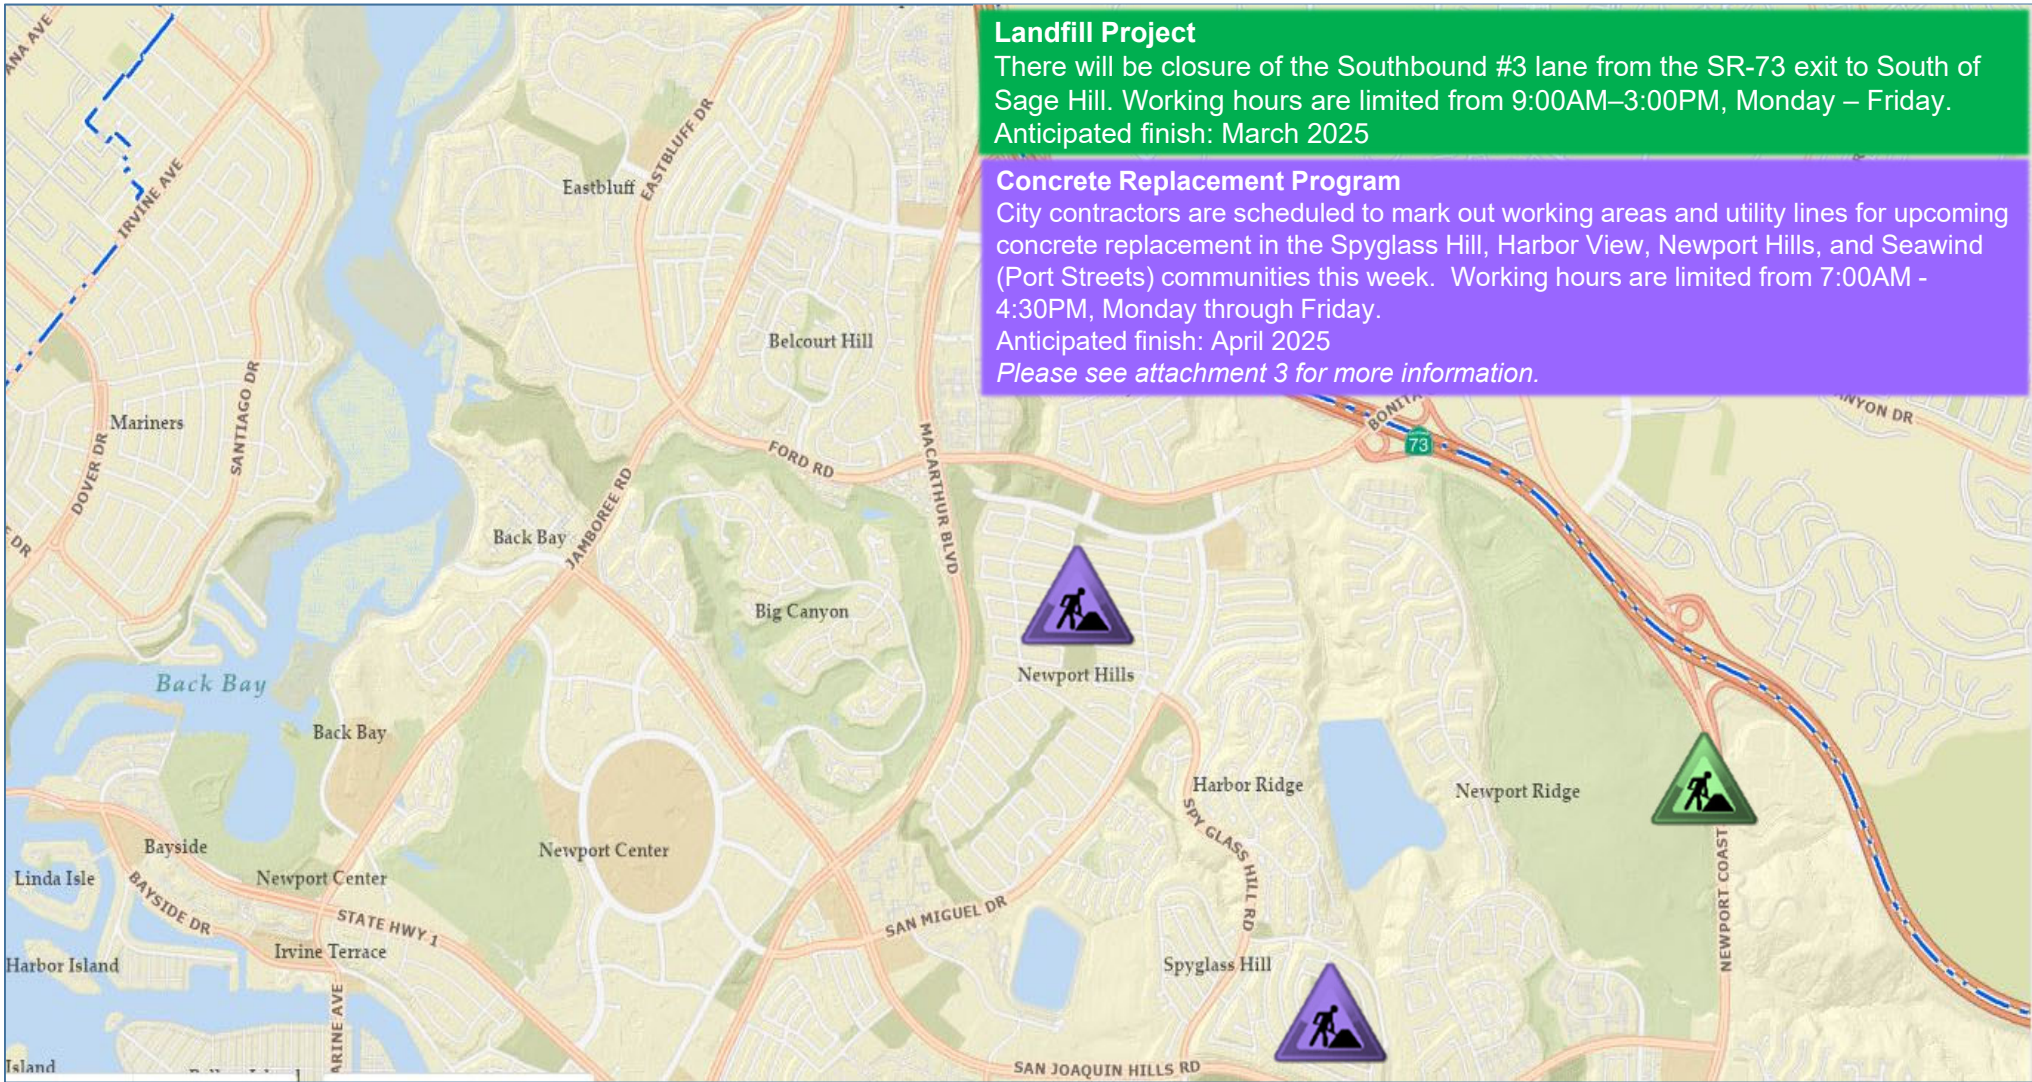 Landfill Project
There will be closure of the Southbound #3 lane from the SR-73 exit to South of
Sage Hill. Working hours are limited from 9:00AM–3:00PM, Monday – Friday.
Anticipated finish: March 2025
Concrete Replacement Program
City contractors are scheduled to mark out working areas and utility lines for upcoming
concrete replacement in the Spyglass Hill, Harbor View, Newport Hills, and Seawind
(Port Streets) communities this week.  Working hours are limited from 7:00AM -
4:30PM, Monday through Friday.
Anticipated finish: April 2025
Please see attachment 3 for more information.
ANA AVE
IRVINE AVE
Eastbluff
EASTBLUFF DR
Belcourt Hill
Mariners
DOVER DR
SANTIAGO DR
E DR
FORD RD
MACARTHUR BLVD
BONITA
73
NYON DR
Back Bay
JAMBOREE RD
Big Canyon
Newport Hills
Back Bay
Back Bay
Harbor Ridge
Newport Ridge
SPY GLASS HILL RD
NEWPORT COAST
Bayside
Linda Isle
BAYSIDE DR
Newport Center
Newport Center
STATE HWY 1
SAN MIGUEL DR
Irvine Terrace
Harbor Island
Spyglass Hill
ARINE AVE
Island
SAN JOAQUIN HILLS RD